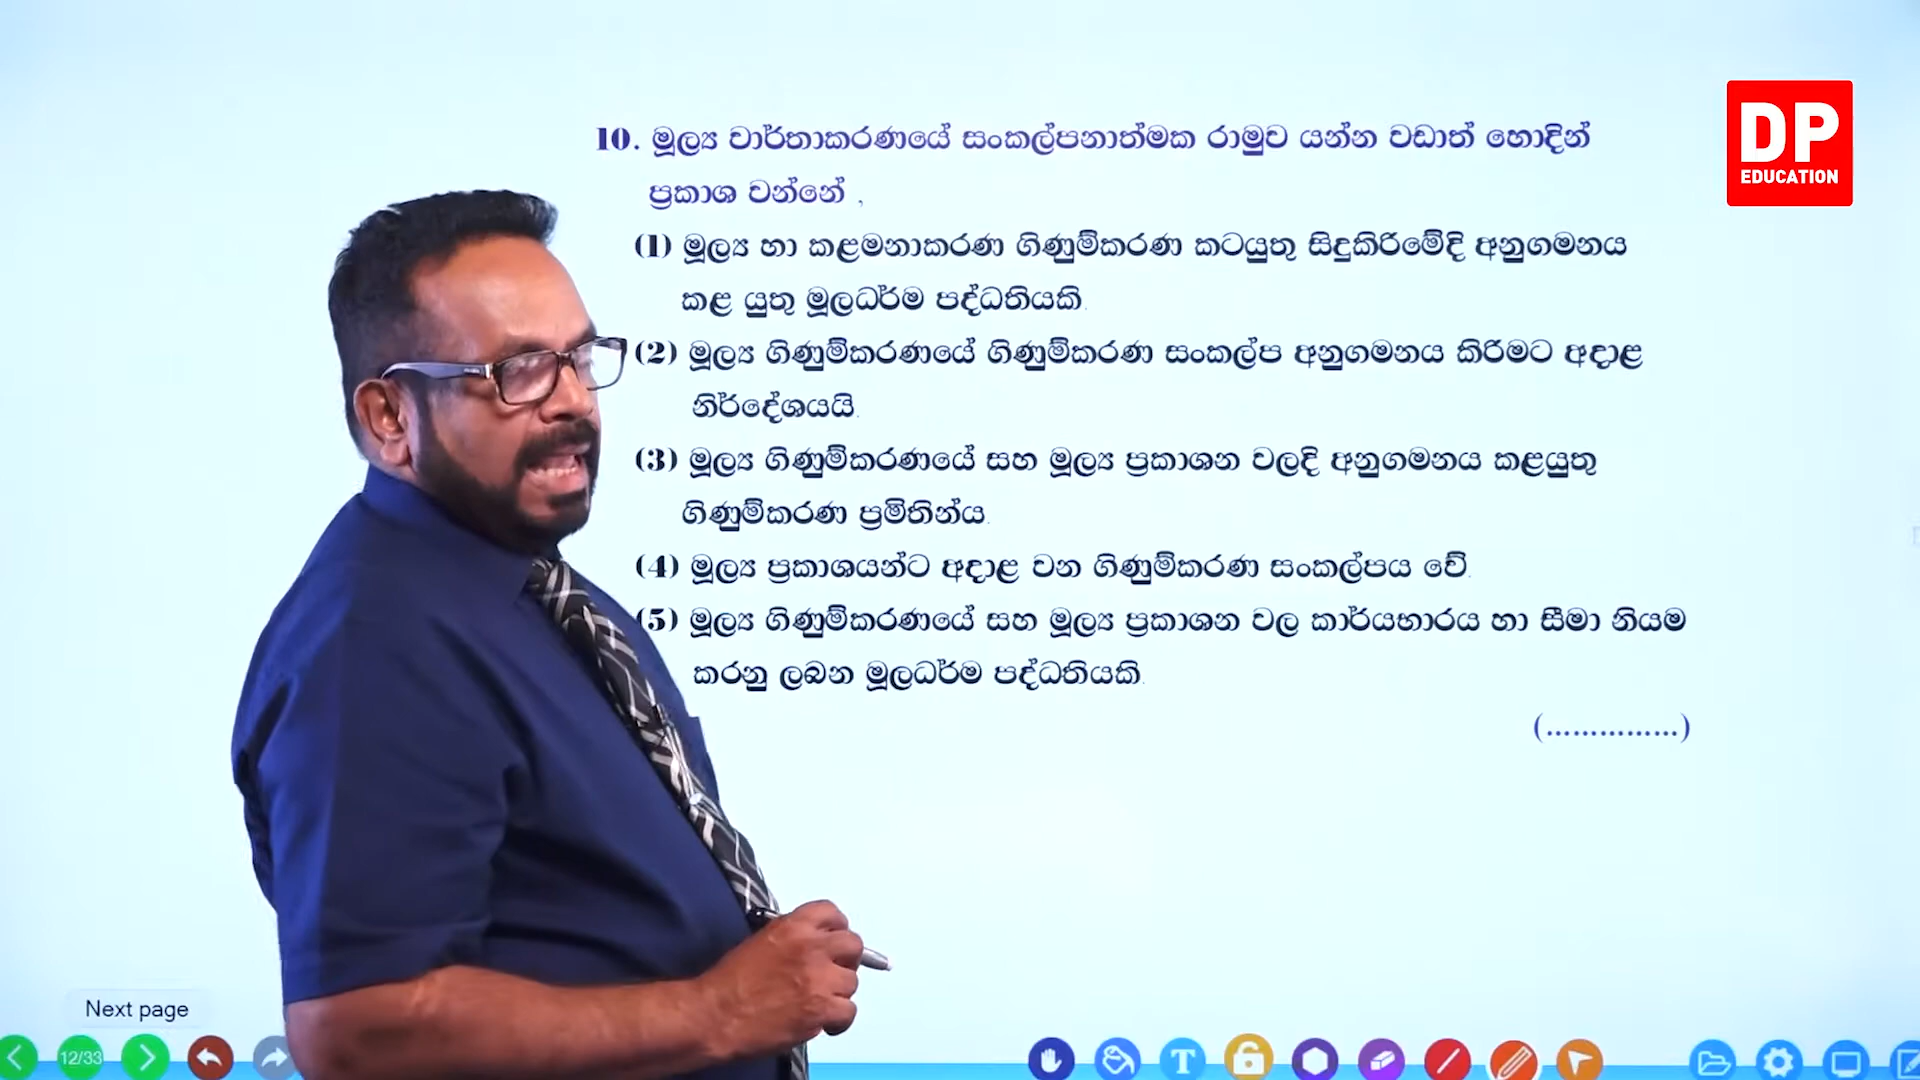 DP
EDUCATION
10. මූල්‍ය වාර්තාකරණයේ සංකල්පනාත්මක රාමුව යන්න වඩාත් හොඳින්
ප්‍රකාශ වන්නේ ,
(1) මූල්‍ය හා කළමනාකරණ ගිණුම්කරණ කටයුතු සිදුකිරිමේදි අනුගමනය
කළ යුතු මූලධර්ම පද්ධතියකි.
(2) මූල්‍ය ගිණුම්කරණයේ ගිණුම්කරණ සංකල්ප අනුගමනය කිරිමට අදාළ
නිර්දේශයයි.
(3) මූල්‍ය ගිණුම්කරණයේ සහ මූල්‍ය ප්‍රකාශන වලදි අනුගමනය කළයුතු
ගිණුම්කරණ ප්‍රමිතින්ය.
(4) මූල්‍ය ප්‍රකාශයන්ට අදාළ වන ගිණුම්කරණ සංකල්පය වේ.
(5) මූල්‍ය ගිණුම්කරණයේ සහ මූල්‍ය ප්‍රකාශන වල කාර්යභාරය හා සීමා නියම
කරනු ලබන මූලධර්ම පද්ධතියකි.
(...............)
Next page
12/33